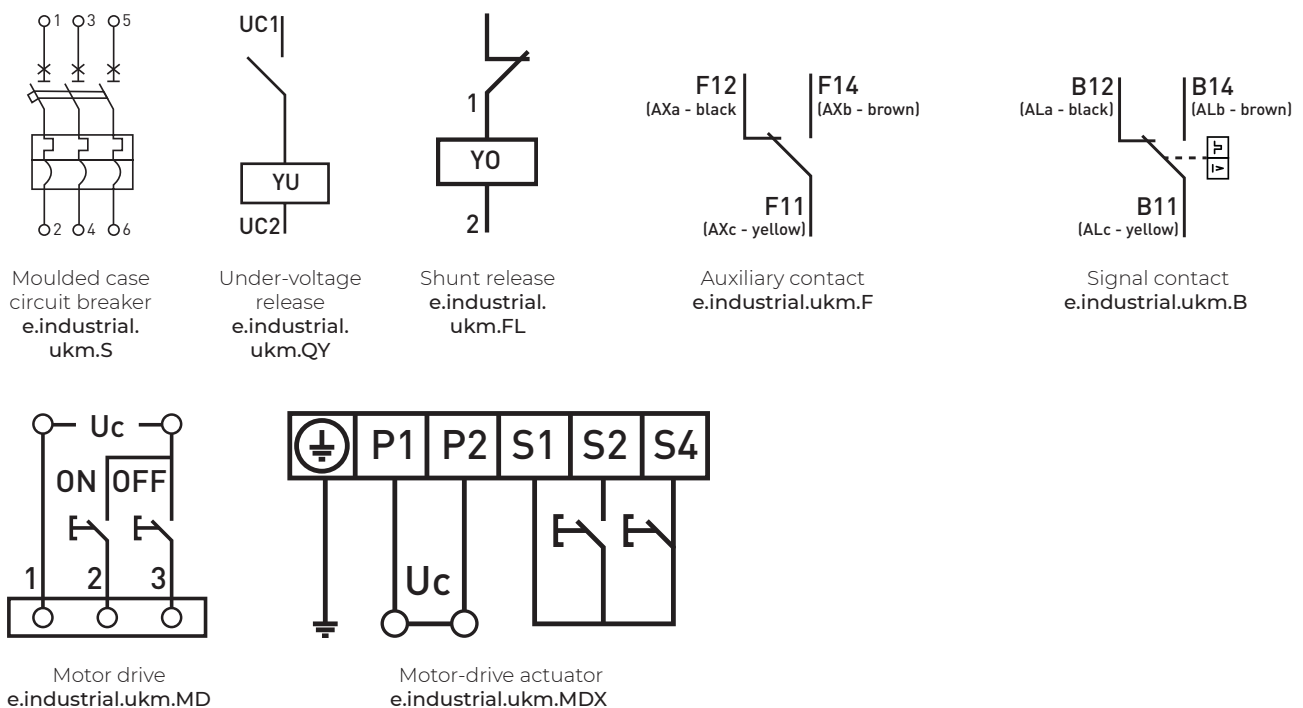 1 3 5
2 4 6
Moulded case
circuit breaker
e.industrial.
ukm.S
UC1
YU
UC2
Under-voltage
release
e.industrial.
ukm.QY
1
YO
2
Shunt release
e.industrial.
ukm.FL
F12 F14
(AXa - black (AXb - brown)
F11
(AXc - yellow)
Auxiliary contact
e.industrial.ukm.F
B12 B14
(ALa - black) (ALb - brown)
B11
(ALc - yellow)
Signal contact
e.industrial.ukm.B
Uc
ON OFF
1 2 3
Motor drive
e.industrial.ukm.MD
P1 P2 S1 S2 S4
Uc
Motor-drive actuator
e.industrial.ukm.MDX